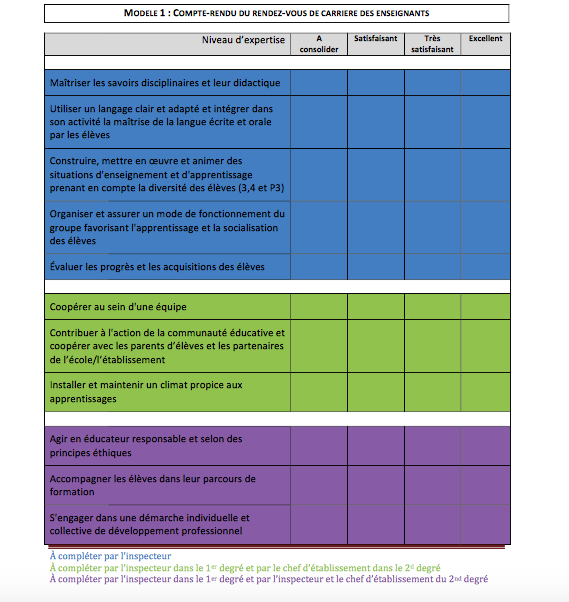 MODELE 1 : COMPTE-RENDU DU RENDEZ-VOUS DE CARRIERE DES ENSEIGNANTS
Niveau d'expertise
A
consolider
Satisfaisant
Très
satisfaisant
Excellent
Maîtriser les savoirs disciplinaires et leur didactique
Utiliser un langage clair et adapté et intégrer dans
son activité la maîtrise de la langue écrite et orale
par les élèves
Construire, mettre en œuvre et animer des
situations d'enseignement et d'apprentissage
prenant en compte la diversité des élèves (3,4 et P3)
Organiser et assurer un mode de fonctionnement du
groupe favorisant l'apprentissage et la socialisation
des élèves
Évaluer les progrès et les acquisitions des élèves
Coopérer au sein d'une équipe
Contribuer à l'action de la communauté éducative et
coopérer avec les parents d'élèves et les partenaires
de l'école/l'établissement
Installer et maintenir un climat propice aux
apprentissages
Agir en éducateur responsable et selon des
principes éthiques
Accompagner les élèves dans leur parcours de
formation
S'engager dans une démarche individuelle et
collective de développement professionnel
À compléter par l'inspecteur
À compléter par l'inspecteur dans le 1er degré et par le chef d'établissement dans le 2d degré
À compléter par l'inspecteur dans le 1er degré et par l'inspecteur et le chef d'établissement du 2nd degré